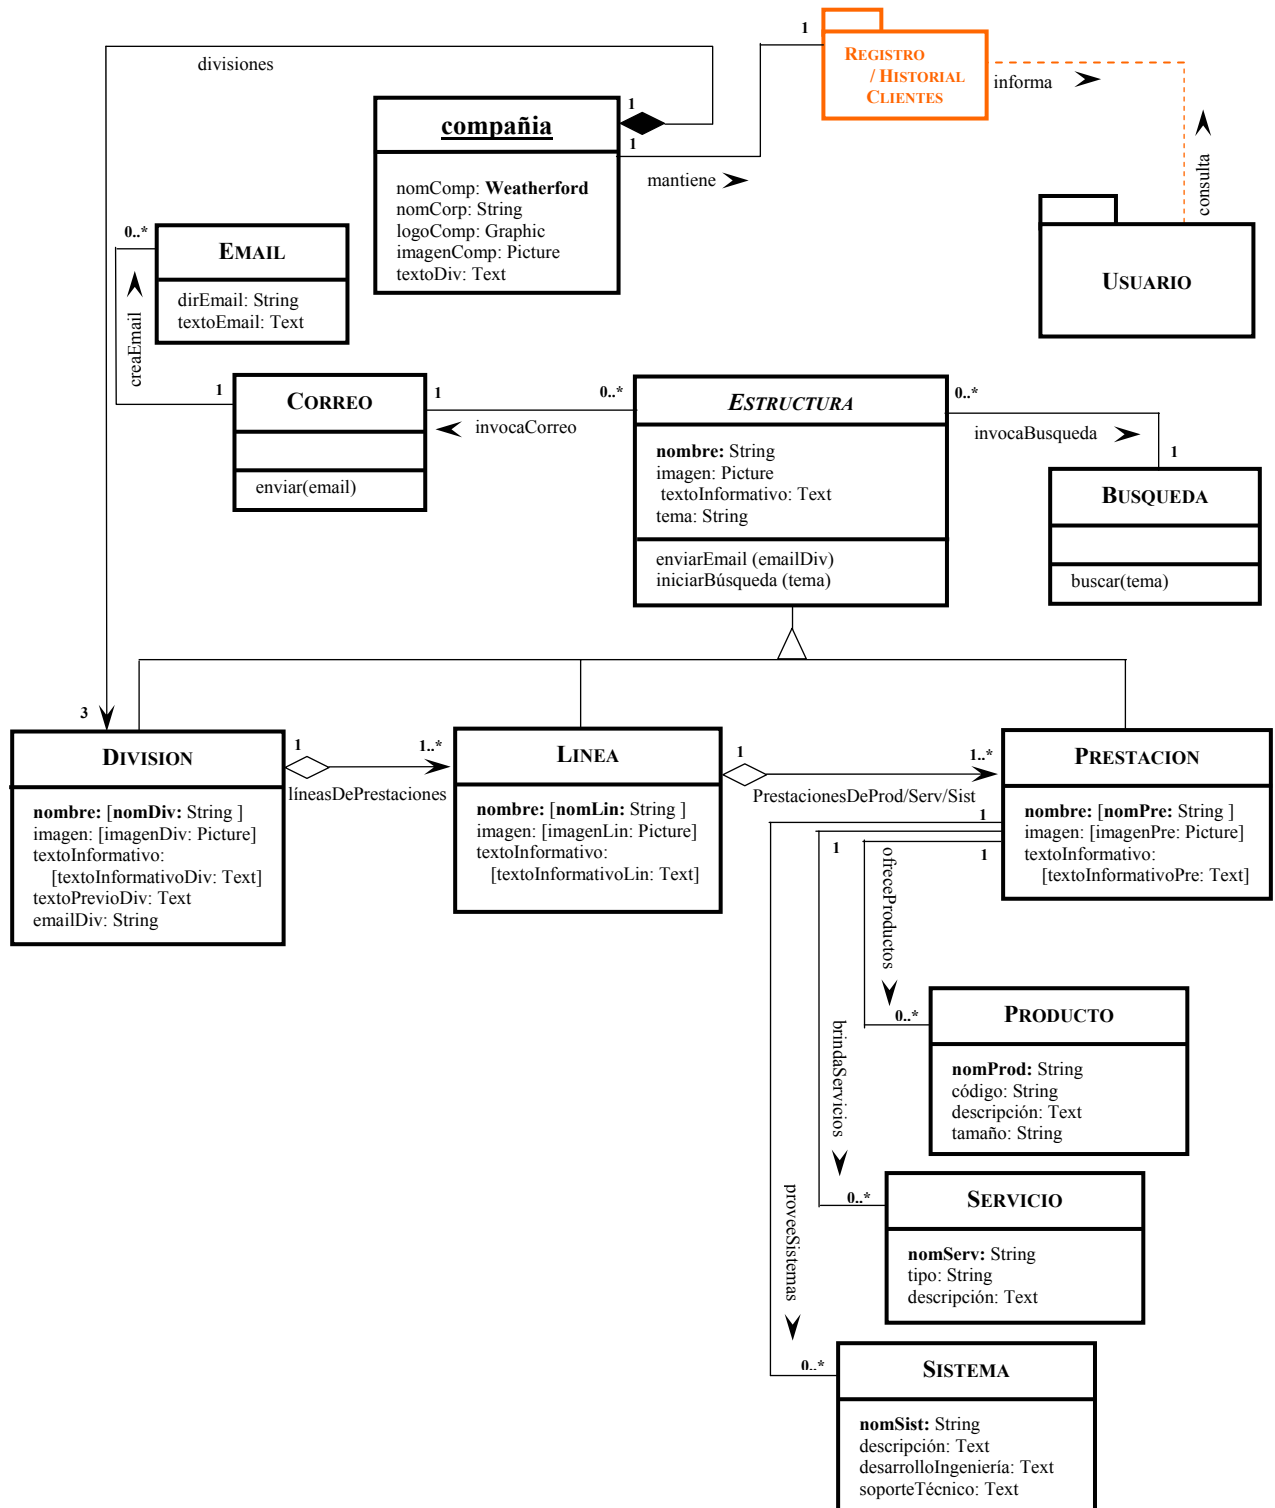 divisiones
1
REGISTRO
/ HISTORIAL
CLIENTES
informa
consulta
USUARIO
compañia
1
1
mantiene
nomComp: Weatherford
nomCorp: String
logoComp: Graphic
imagenComp: Picture
textoDiv: Text
0..*
EMAIL
dirEmail: String
textoEmail: Text
creaEmail
1
CORREO
enviar(email)
1
0..*
invocaCorreo
ESTRUCTURA
nombre: String
imagen: Picture
textoInformativo: Text
tema: String
enviarEmail (emailDiv)
iniciarBúsqueda (tema)
0..*
invocaBusqueda
1
BUSQUEDA
buscar(tema)
3
DIVISION
nombre: [nomDiv: String ]
imagen: [imagenDiv: Picture]
textoInformativo:
[textoInformativoDiv: Text]
textoPrevioDiv: Text
emailDiv: String
1
1..*
líneasDePrestaciones
LINEA
nombre: [nomLin: String ]
imagen: [imagenLin: Picture]
textoInformativo:
[textoInformativoLin: Text]
1
1..*
PrestacionesDeProd/Serv/Sist
PRESTACION
nombre: [nomPre: String ]
imagen: [imagenPre: Picture]
textoInformativo:
[textoInformativoPre: Text]
1
1
1
ofreceProductos
0..*
PRODUCTO
nomProd: String
código: String
descripción: Text
tamaño: String
brindaServicios
0..*
SERVICIO
nomServ: String
tipo: String
descripción: Text
proveeSistemas
0..*
SISTEMA
nomSist: String
descripción: Text
desarrolloIngeniería: Text
soporteTécnico: Text